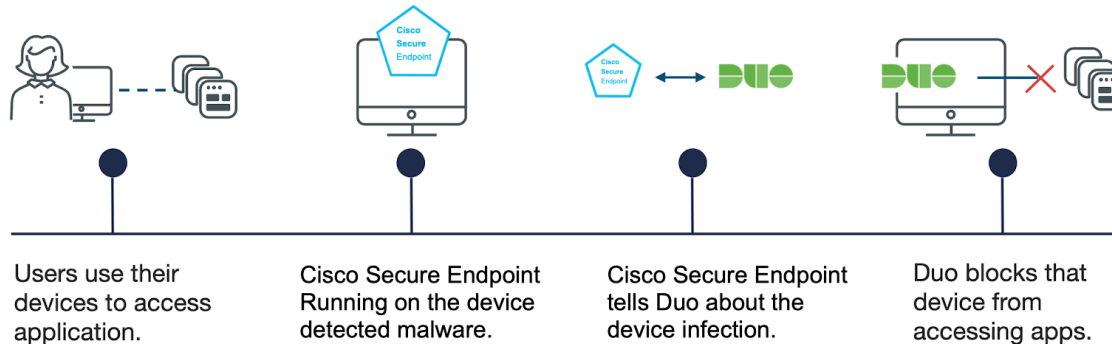 Cisco
Secure
Endpoint
Cisco
Secure
Endpoint
DUO
DUO
Users use their
devices to access
application.
Cisco Secure Endpoint
Running on the device
detected malware.
Cisco Secure Endpoint
tells Duo about the
device infection.
Duo blocks that
device from
accessing apps.